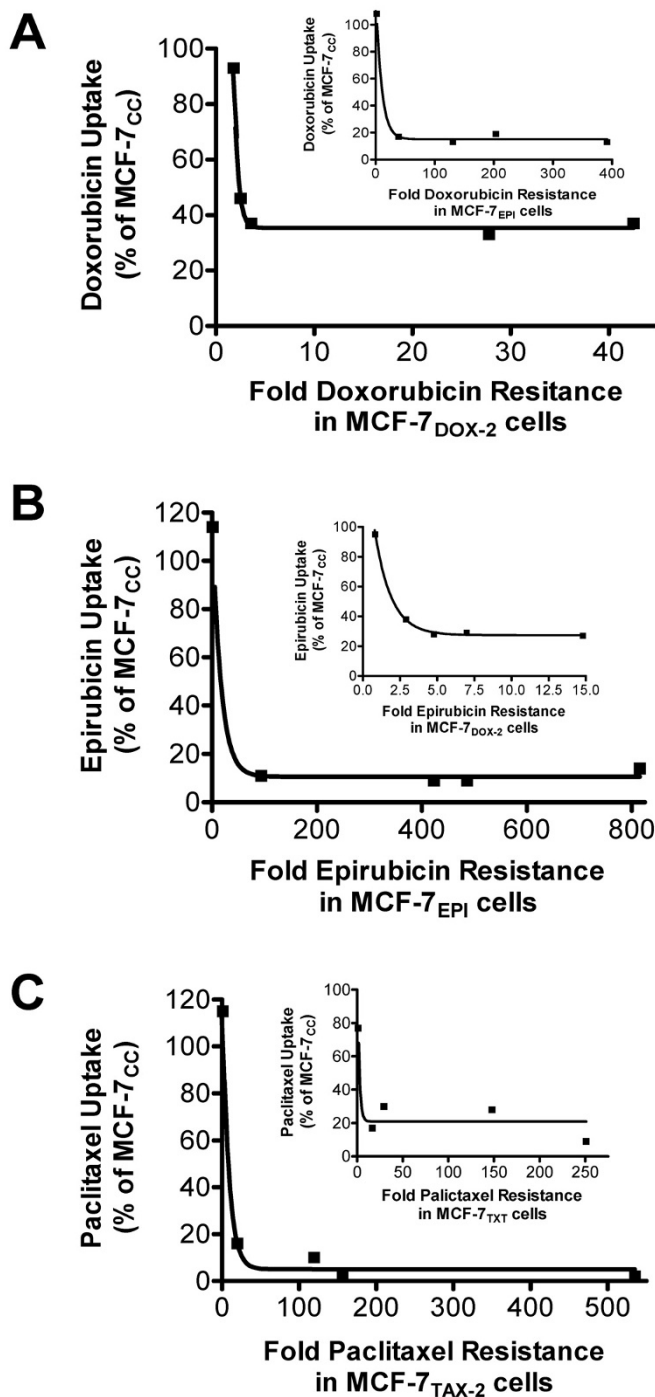 A
Doxorubicin Uptake
(% of MCF-7CC)
100
80
60
40
20
0
0 10 20 30 40
Fold Doxorubicin Resitance
in MCF-7DOX-2 cells
Doxorubicin Uptake
(% of MCF-7CC)
100
80
60
40
20
0
0 100 200 300 400
Fold Doxorubicin Resistance
in MCF-7EPI cells
B
Epirubicin Uptake
(% of MCF-7CC)
120
100
80
60
40
20
0
0 200 400 600 800
Fold Epirubicin Resistance
in MCF-7EPI cells
Epirubicin Uptake
(% of MCF-7CC)
100
80
60
40
20
0
0.0 2.5 5.0 7.5 10.0 12.5 15.0
Fold Epirubicin Resistance
in MCF-7DOX-2 cells
C
Paclitaxel Uptake
(% of MCF-7CC)
120
100
80
60
40
20
0
0 100 200 300 400 500
Fold Paclitaxel Resistance
in MCF-7TAX-2 cells
Paclitaxel Uptake
(% of MCF-7CC)
100
80
60
40
20
0
0 50 100 150 200 250
Fold Palictaxel Resistance
in MCF-7TXT cells